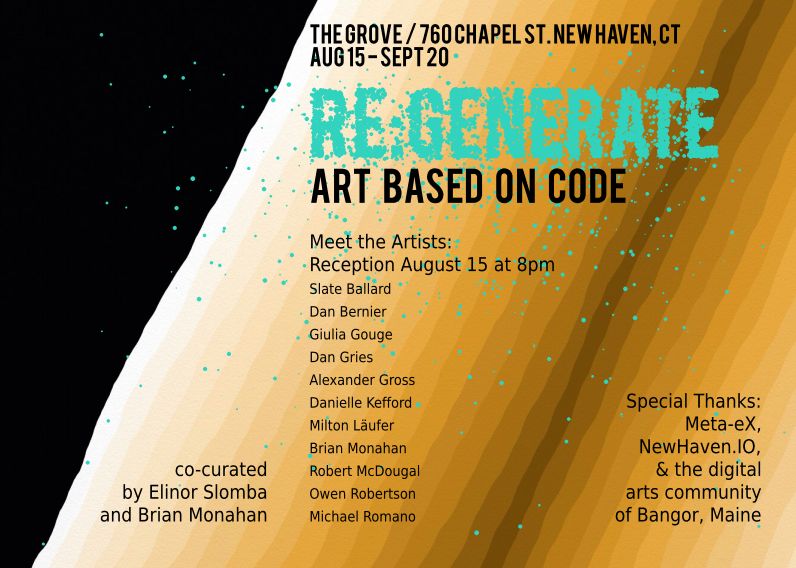 THE GROVE / 760 CHAPEL ST. NEW HAVEN, CT
AUG 15 – SEPT 20
RE:GENERATE
ART BASED ON CODE
Meet the Artists:
Reception August 15 at 8pm
Slate Ballard
Dan Bernier
Giulia Gouge
Dan Gries
Alexander Gross
Danielle Kefford
Milton Läufer
Brian Monahan
Robert McDougal
Owen Robertson
Michael Romano
co-curated
by Elinor Slomba
and Brian Monahan
Special Thanks:
Meta-eX,
NewHaven.IO,
& the digital
arts community
of Bangor, Maine